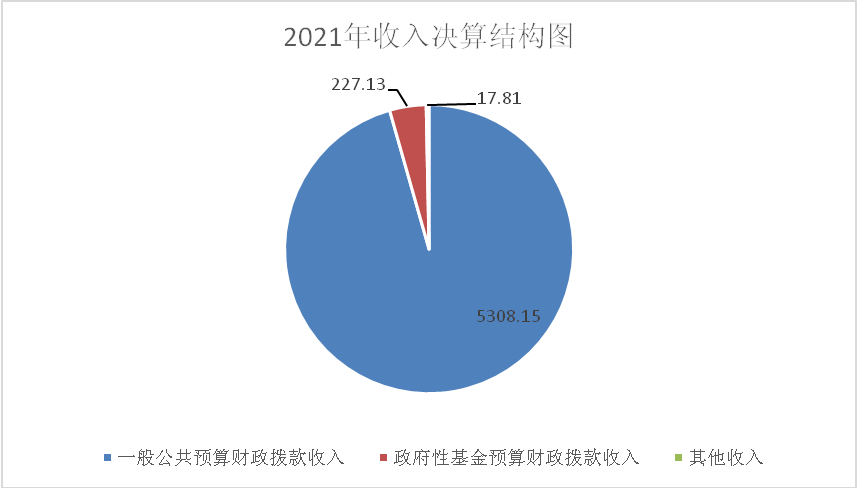 2021年收入决算结构图
227.13
17.81
5308.15
一般公共预算财政拨款收入
政府性基金预算财政拨款收入
其他收入